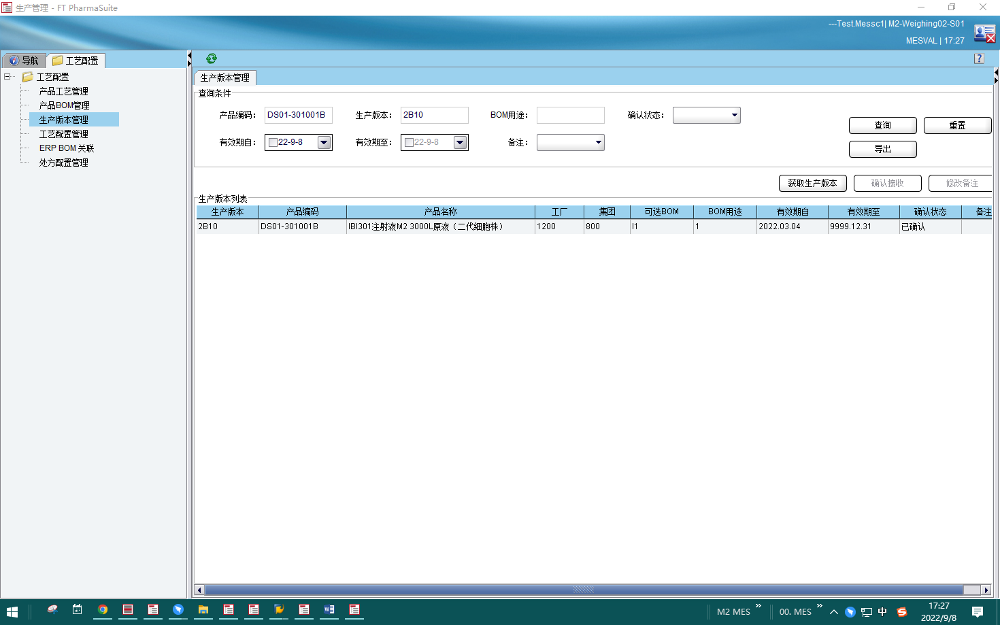 生产管理 - FT PharmaSuite
---Test.Messc1| M2-Weighing02-S01
MESVAL | 17:27
导航
工艺配置
工艺配置
产品工艺管理
产品BOM管理
生产版本管理
工艺配置管理
ERP BOM 关联
处方配置管理
生产版本管理
查询条件
产品编码: DS01-301001B 生产版本: 2B10 BOM用途: 确认状态:
查询 重置
有效期自: 22-9-8 有效期至: 22-9-8 备注:
导出
获取生产版本 确认接收 修改备注
生产版本列表
生产版本 产品编码 产品名称 工厂 集团 可选BOM BOM用途 有效期自 有效期至 确认状态 备注
2B10 DS01-301001B IBI301注射液M2 3000L原液（二代细胞株） 1200 800 I1 1 2022.03.04 9999.12.31 已确认
M2 MES » 00. MES » 中
17:27
2022/9/8